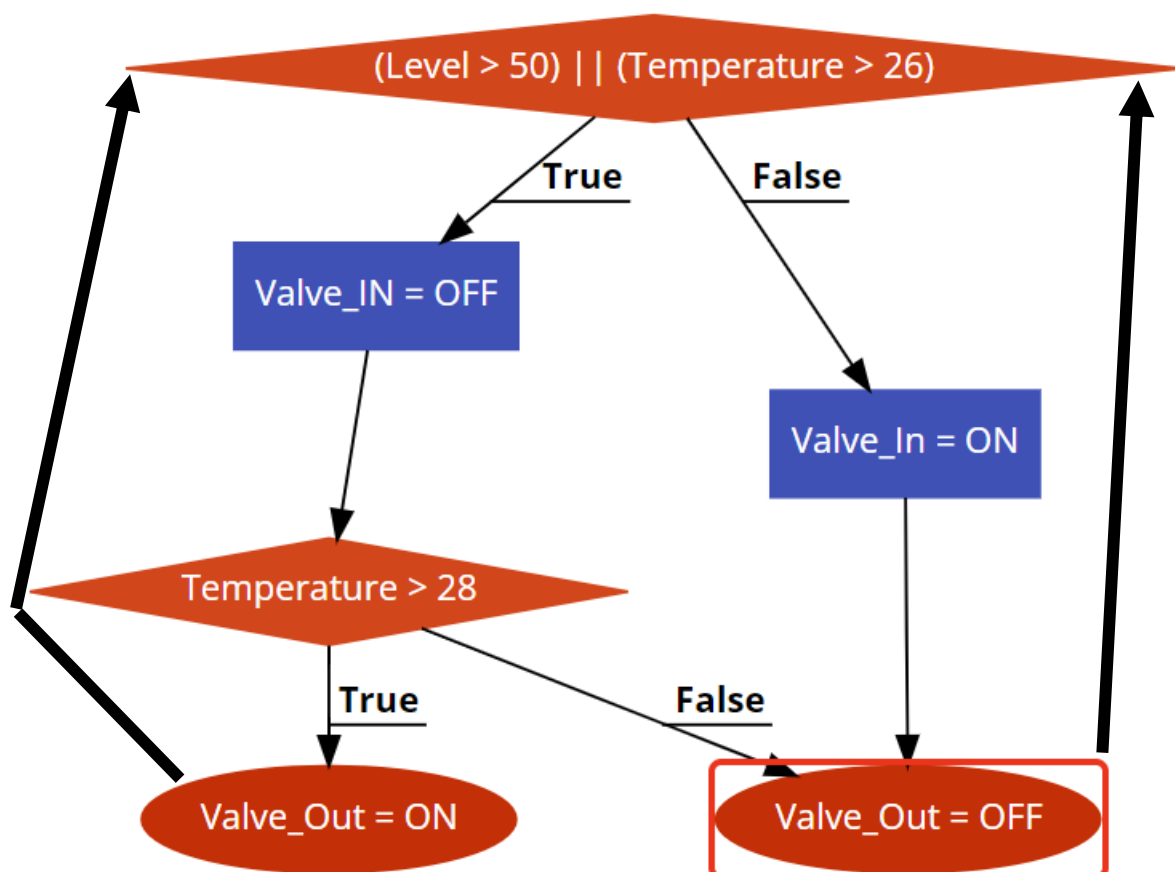 (Level > 50) || (Temperature > 26)
True
False
Valve_IN = OFF
Valve_In = ON
Temperature > 28
True
False
Valve_Out = ON
Valve_Out = OFF